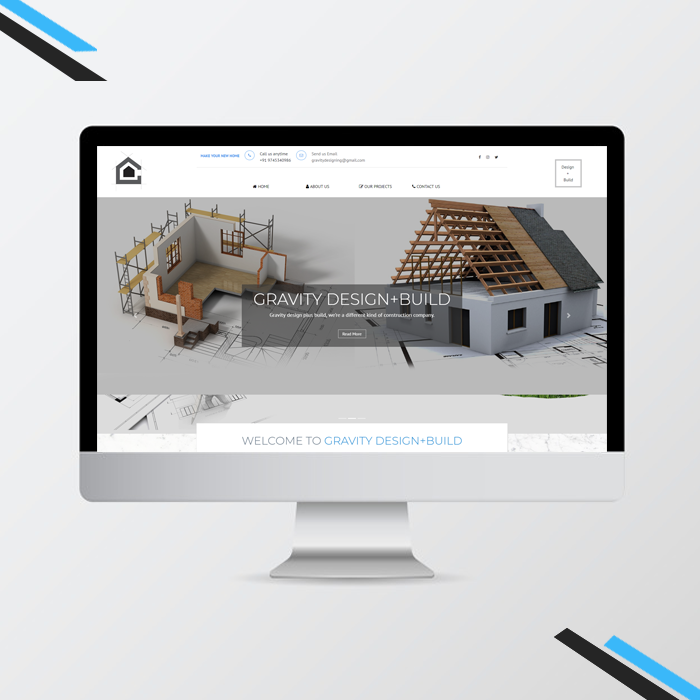 MAKE YOUR NEW HOME
Call us anytime
Send us Email
gravitydesigning@gmail.com
HOME
ABOUT US
OUR PROJECTS
CONTACT US
Design
+
Build
GRAVITY DESIGN+BUILD
Gravity design plus build, we're a different kind of construction company.
Read More
WELCOME TO GRAVITY DESIGN+BUILD